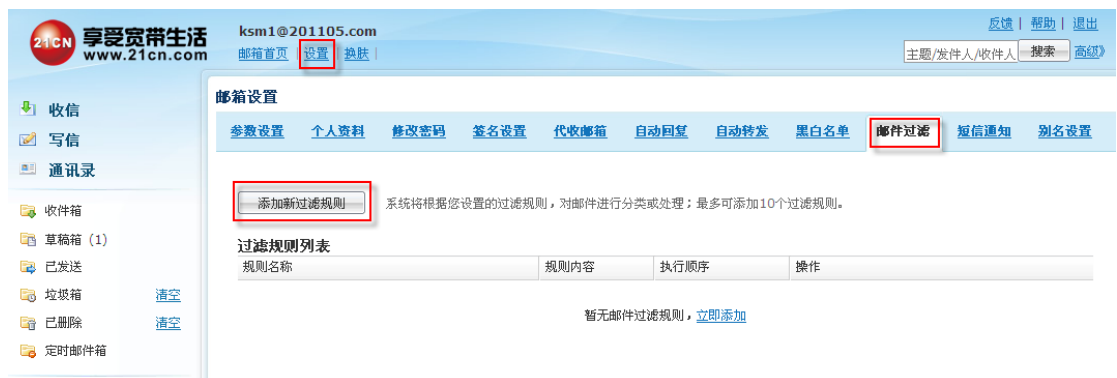 21CN 享受宽带生活
www.21cn.com
ksm1@201105.com
邮箱首页 | 设置 | 换肤 |
反馈 | 帮助 | 退出
主题/发件人/收件人 搜索 高级》
收信
写信
通讯录
收件箱
草稿箱 (1)
已发送
垃圾箱 清空
已删除 清空
定时邮件箱
邮箱设置
参数设置 个人资料 修改密码 签名设置 代收邮箱 自动回复 自动转发 黑白名单 邮件过滤 短信通知 别名设置
添加新过滤规则 系统将根据您设置的过滤规则，对邮件进行分类或处理；最多可添加10个过滤规则。
过滤规则列表
规则名称 规则内容 执行顺序 操作
暂无邮件过滤规则，立即添加